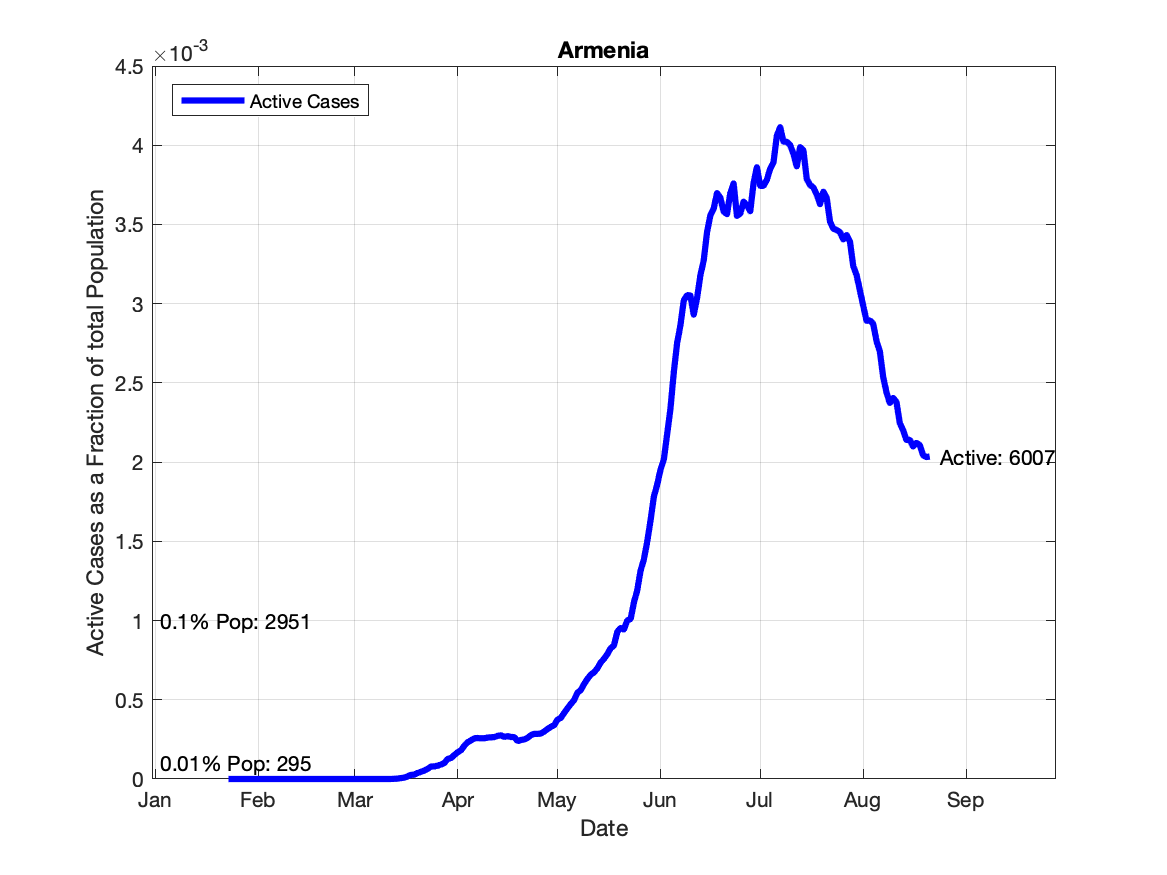 Armenia
×10-3
Active Cases
4.5
4
3.5
3
2.5
2
1.5
1
0.5
0
Active Cases as a Fraction of total Population
Active: 6007
0.1% Pop: 2951
0.01% Pop: 295
Jan Feb Mar Apr May Jun Jul Aug Sep
Date